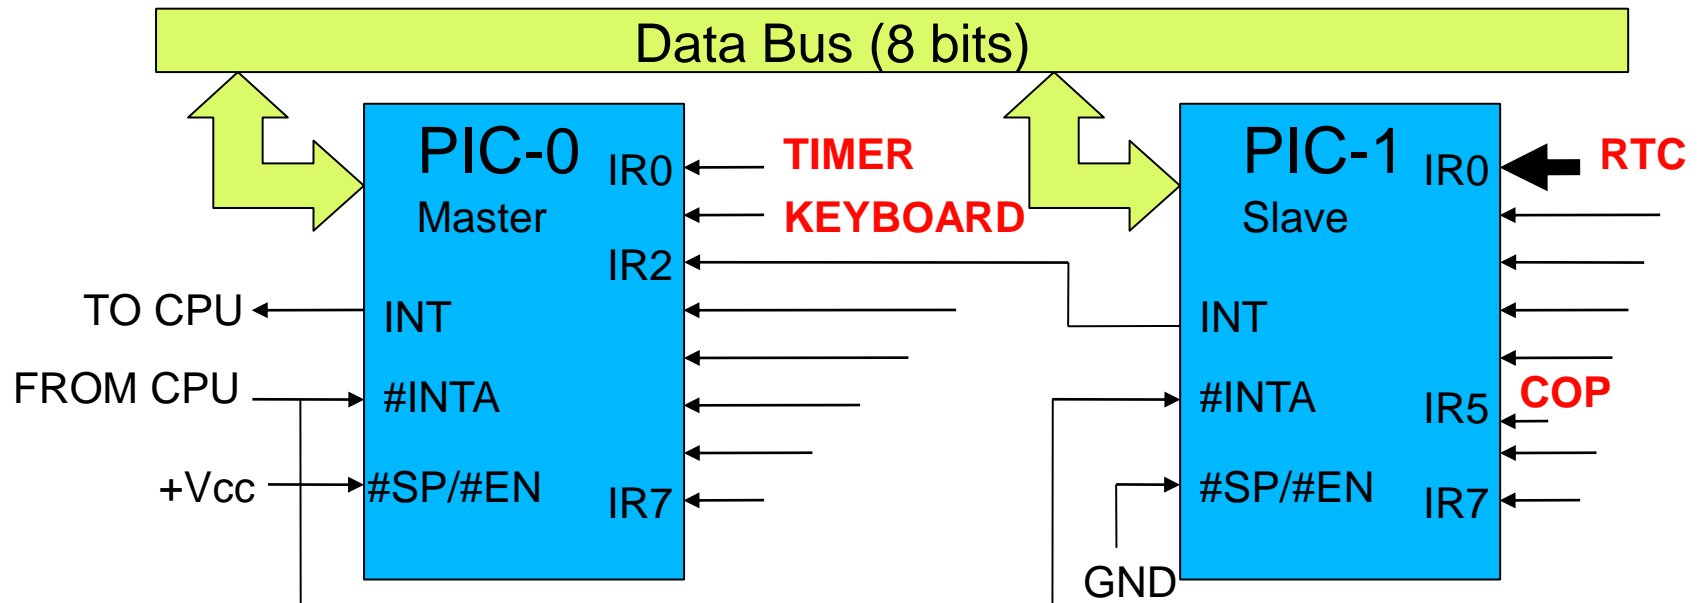 Data Bus (8 bits)
PIC-0
Master
IR0
TIMER
KEYBOARD
IR2
TO CPU
INT
FROM CPU
#INTA
+Vcc
#SP/#EN
IR7
PIC-1
Slave
IR0
RTC
INT
#INTA
COP
IR5
#SP/#EN
IR7
GND